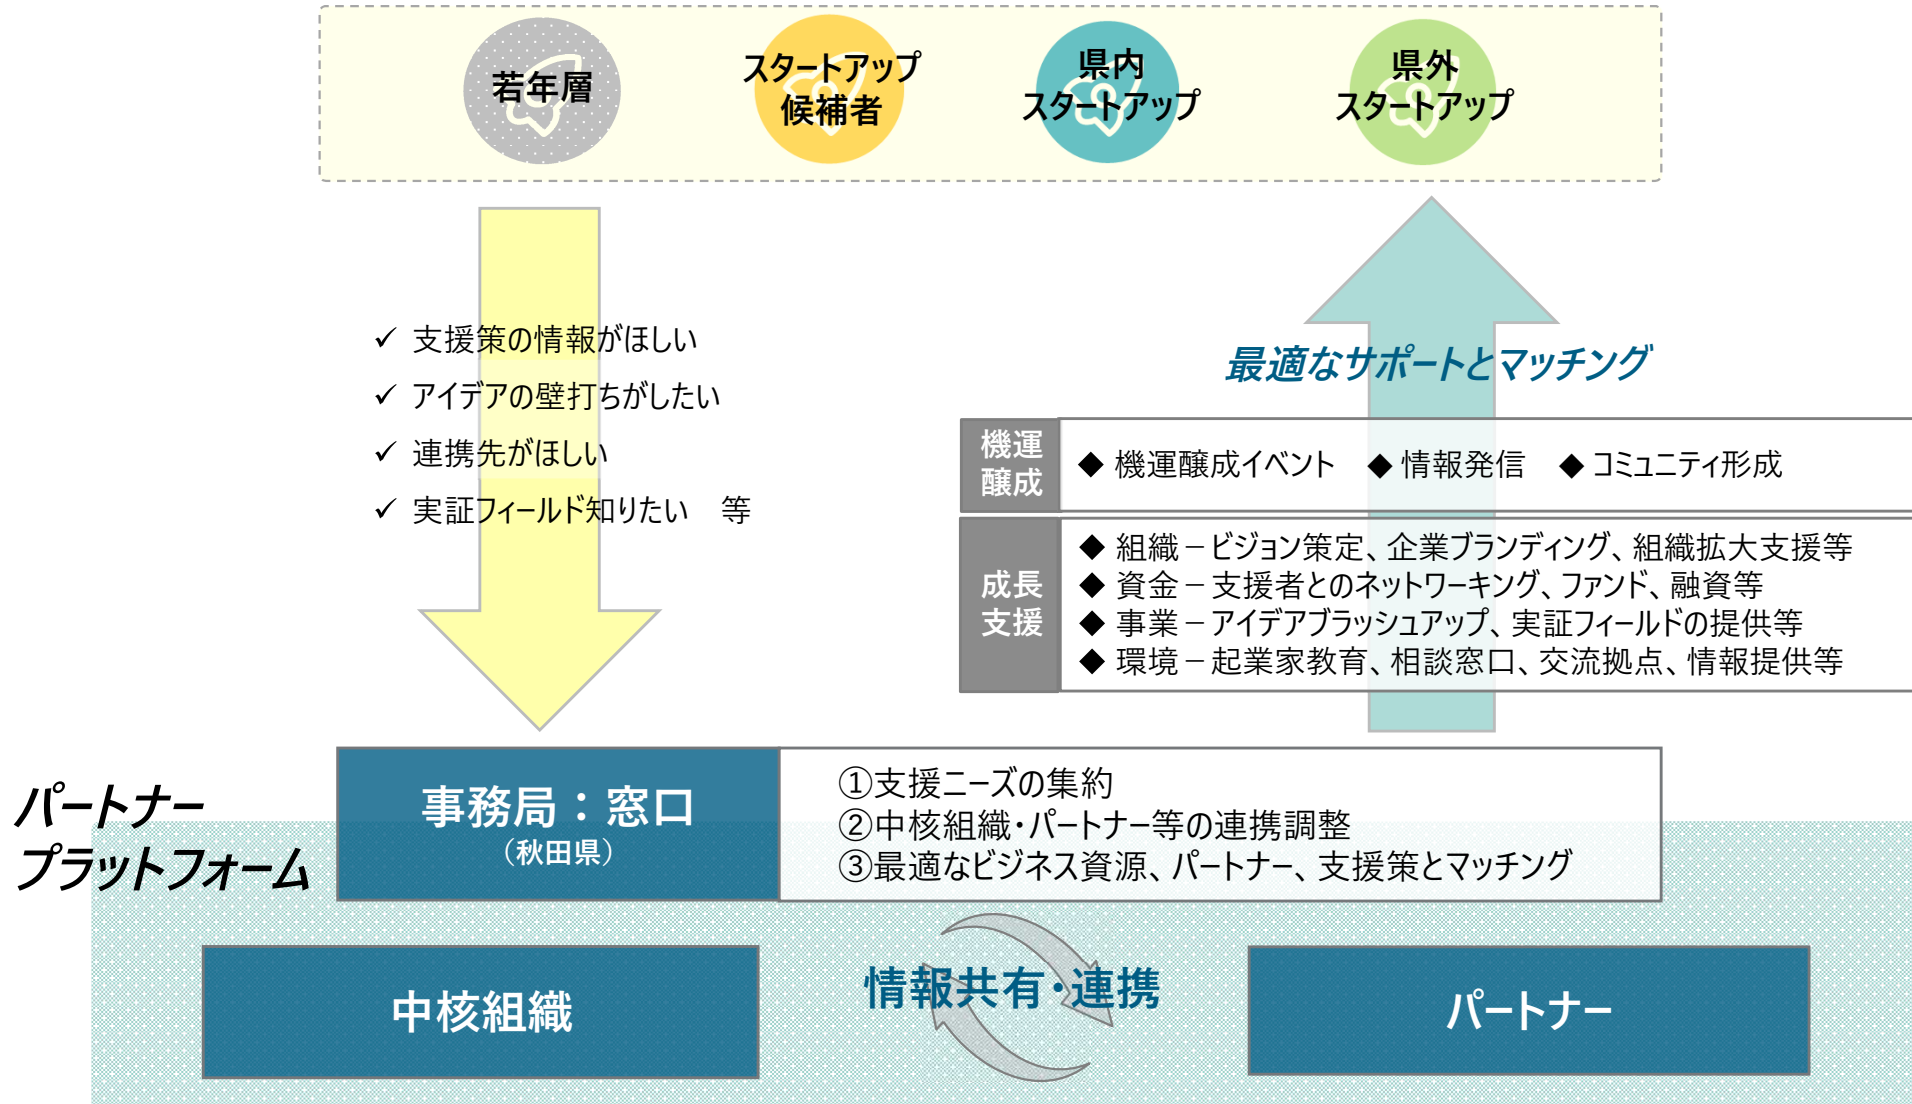 若年層
スタートアップ
候補者
県内
スタートアップ
県外
スタートアップ
✓ 支援策の情報がほしい
✓ アイデアの壁打ちがしたい
✓ 連携先がほしい
✓ 実証フィールド知りたい　等
最適なサポートとマッチング
機運
醸成
◆ 機運醸成イベント　◆ 情報発信　◆ コミュニティ形成
成長
支援
◆ 組織－ビジョン策定、企業ブランディング、組織拡大支援等
◆ 資金－支援者とのネットワーキング、ファンド、融資等
◆ 事業－アイデアブラッシュアップ、実証フィールドの提供等
◆ 環境－起業家教育、相談窓口、交流拠点、情報提供等
パートナー
プラットフォーム
事務局：窓口
（秋田県）
①支援ニーズの集約
②中核組織・パートナー等の連携調整
③最適なビジネス資源、パートナー、支援策とマッチング
中核組織
情報共有・連携
パートナー